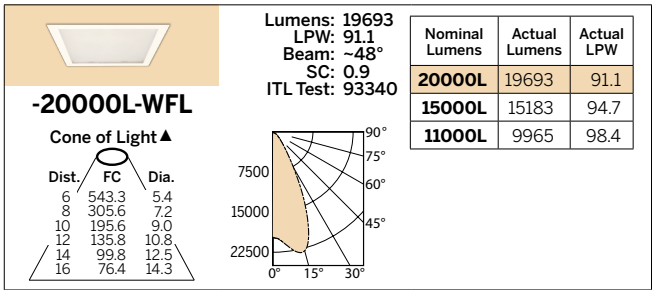 -20000L-WFL
Cone of Light▲
Dist. FC Dia.
6 543.3 5.4
8 305.6 7.2
10 195.6 9.0
12 135.8 10.8
14 99.8 12.5
16 76.4 14.3
Lumens: 19693
LPW: 91.1
Beam: ~48°
SC: 0.9
ITL Test: 93340
90°
75°
60°
45°
7500
15000
22500
0° 15° 30°
Nominal Lumens Actual Lumens Actual LPW
20000L 19693 91.1
15000L 15183 94.7
11000L 9965 98.4